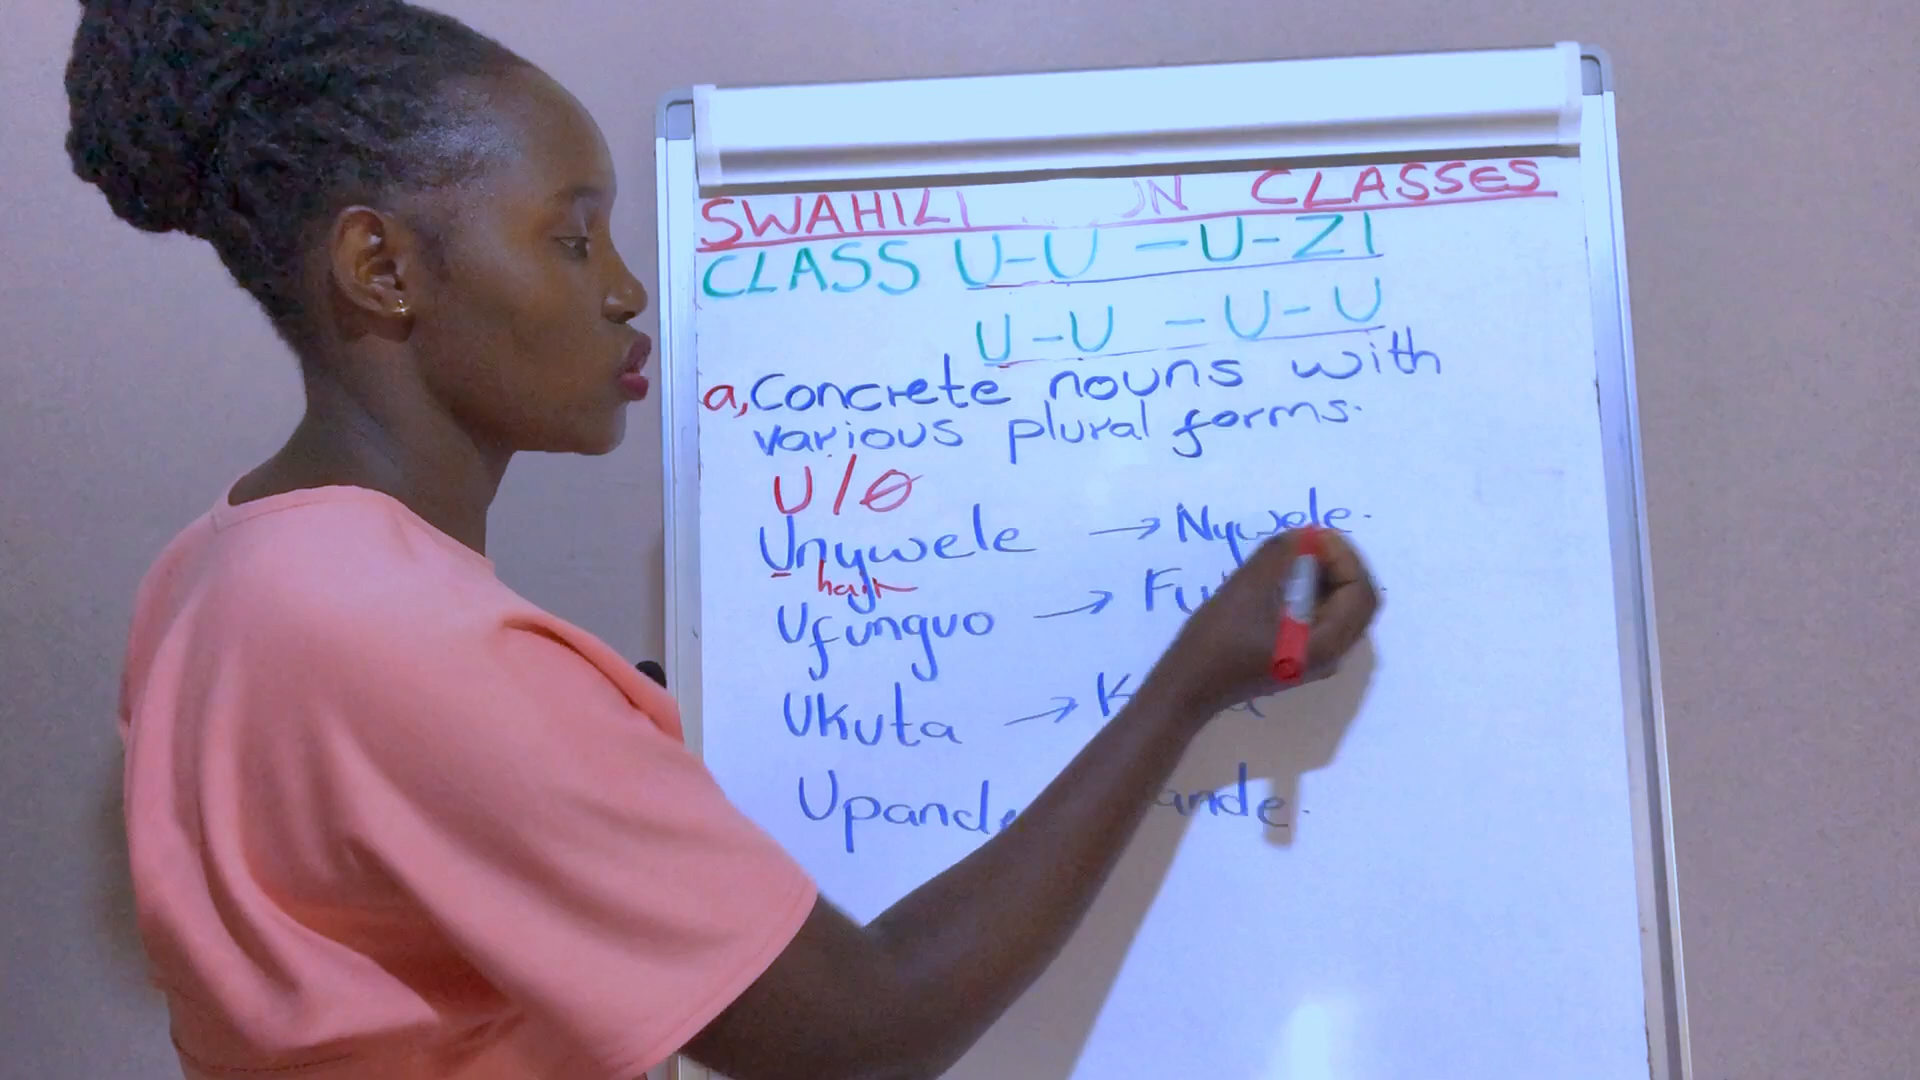 SWAHILI CLASSES
CLASS U-U - U-ZI
U-U - U-U
a, Concrete nouns with
various plural forms.
U/Ø
Unywele → Nywele.
hair
Ufunguo →
Ukuta →
Upande